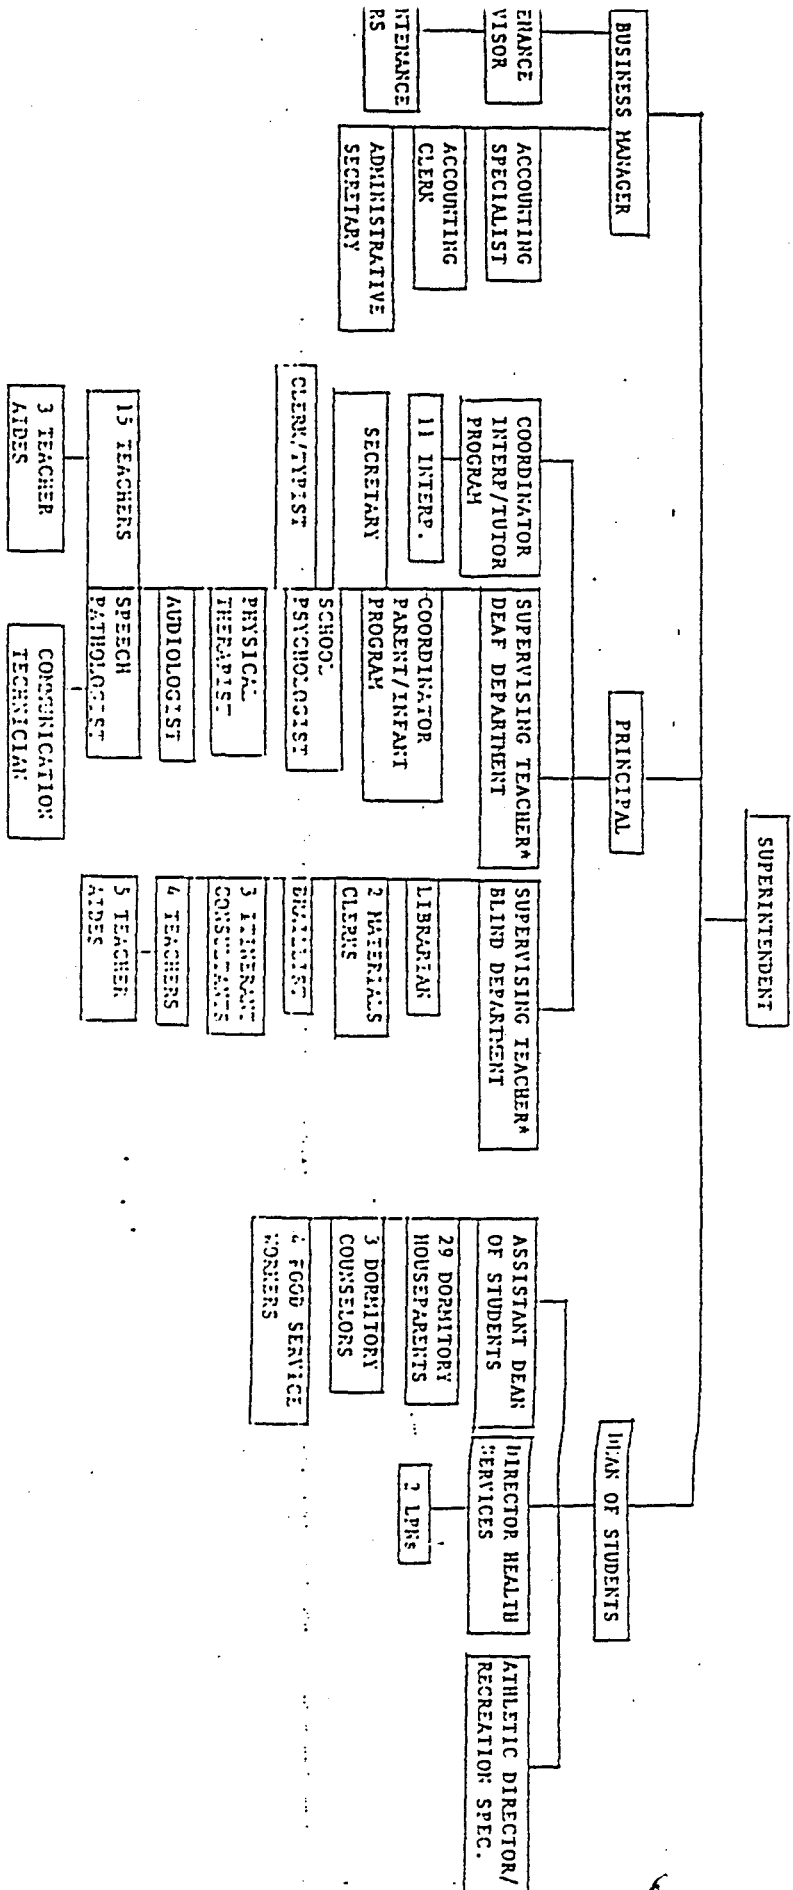 SUPERINTENDENT
BUSINESS MANAGER
PRINCIPAL
DEAN OF STUDENTS
ENANCE
VISOR
NTENANCE
RS
ACCOUNTING
SPECIALIST
ACCOUNTING
CLERK
ADMINISTRATIVE
SECRETARY
COORDINATOR
INTERP/TUTOR
PROGRAM
11 INTERP.
SECRETARY
CLERK/TYPIST
15 TEACHERS
3 TEACHER
AIDES
SUPERVISING TEACHER*
DEAF DEPARTMENT
COORDINATOR
PARENT/INFANT
PROGRAM
SCHOOL
PSYCHOLOGIST
PHYSICAL
THERAPIST
AUDIOLOGIST
SPEECH
PATHOLOGIST
COMMUNICATION
TECHNICIAN
SUPERVISING TEACHER*
BLIND DEPARTMENT
LIBRARIAN
2 MATERIALS
CLERKS
BRAILLIST
3 ITINERANT
CONSULTANTS
4 TEACHERS
5 TEACHER
AIDES
ASSISTANT DEAN
OF STUDENTS
29 DORMITORY
HOUSEPARENTS
3 DORMITORY
COUNSELORS
4 FOOD SERVICE
WORKERS
DIRECTOR HEALTH
SERVICES
2 LPNs
ATHLETIC DIRECTOR/
RECREATION SPEC.